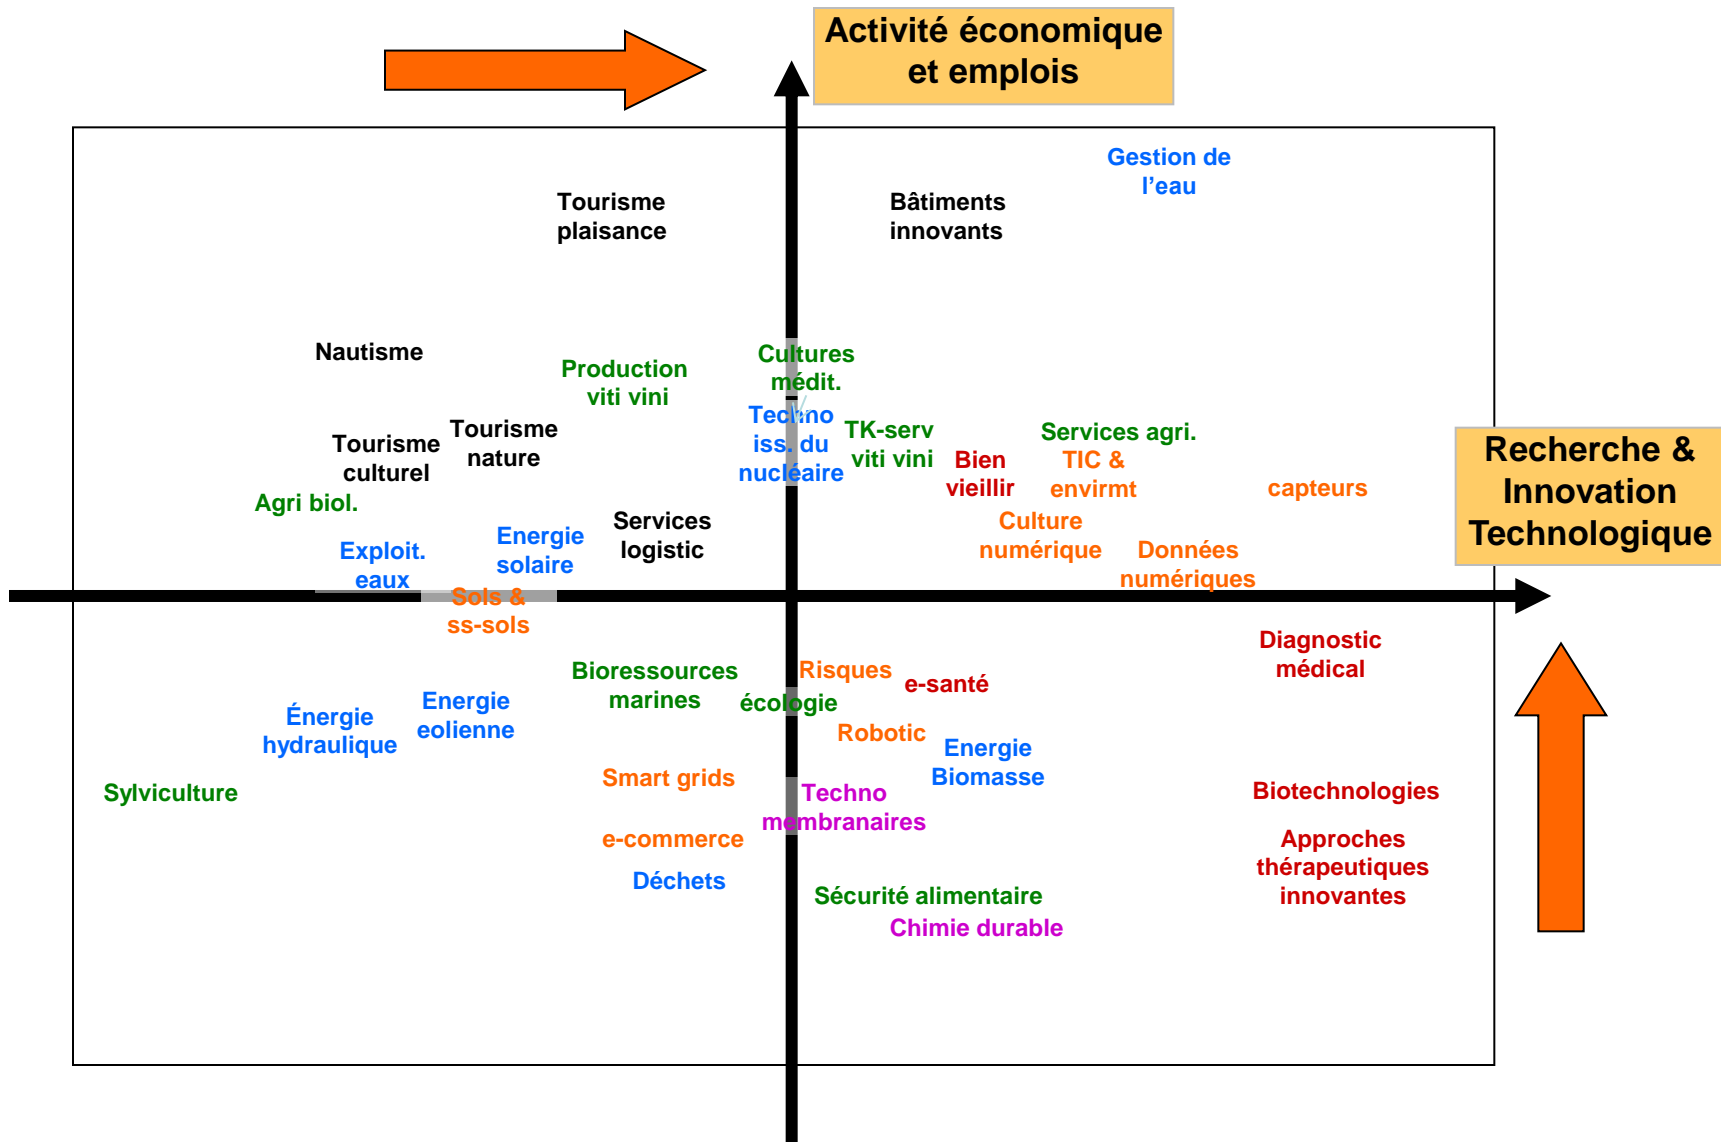 Activité économique
et emplois
Gestion de
l’eau
Tourisme
plaisance
Bâtiments
innovants
Nautisme
Production
viti vini
Cultures
médit.
Techno
iss. du
nucléaire
TK-serv
viti vini
Services agri.
Tourisme
culturel
Tourisme
nature
Bien
vieillir
TIC &
envirmt
capteurs
Recherche &
Innovation
Technologique
Agri biol.
Services
logistic
Culture
numérique
Exploit.
eaux
Energie
solaire
Données
numériques
Sols &
ss-sols
Diagnostic
médical
Bioressources
marines
Risques
e-santé
écologie
Énergie
hydraulique
Energie
eolienne
Robotic
Energie
Biomasse
Smart grids
Sylviculture
Techno
membranaires
Biotechnologies
e-commerce
Approches
thérapeutiques
innovantes
Déchets
Sécurité alimentaire
Chimie durable